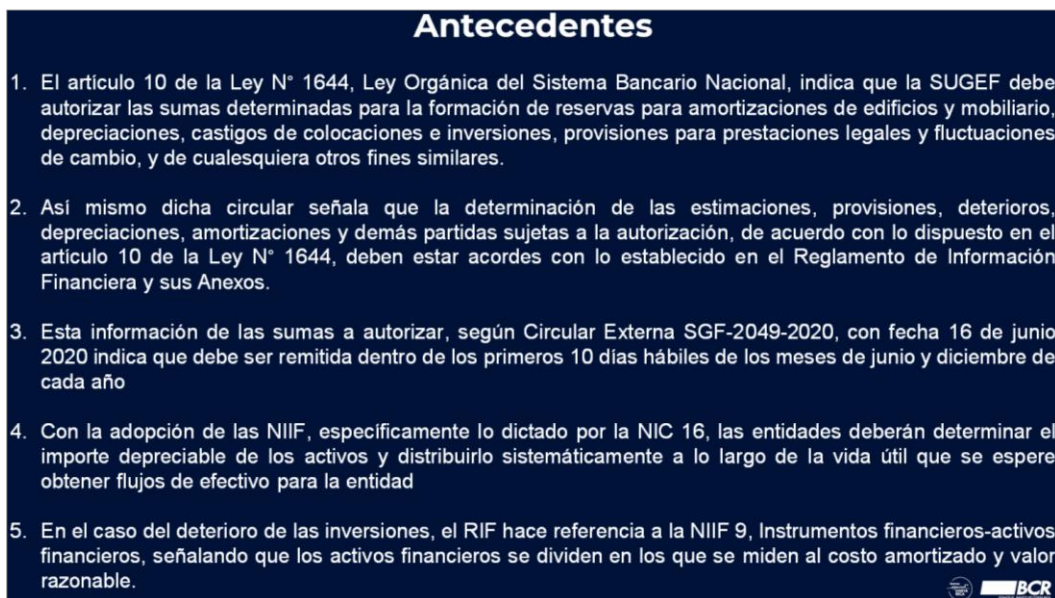 Antecedentes
1. El artículo 10 de la Ley N° 1644, Ley Orgánica del Sistema Bancario Nacional, indica que la SUGEF debe
autorizar las sumas determinadas para la formación de reservas para amortizaciones de edificios y mobiliario,
depreciaciones, castigos de colocaciones e inversiones, provisiones para prestaciones legales y fluctuaciones
de cambio, y de cualesquiera otros fines similares.
2. Así mismo dicha circular señala que la determinación de las estimaciones, provisiones, deterioros,
depreciaciones, amortizaciones y demás partidas sujetas a la autorización, de acuerdo con lo dispuesto en el
artículo 10 de la Ley N° 1644, deben estar acordes con lo establecido en el Reglamento de Información
Financiera y sus Anexos.
3. Esta información de las sumas a autorizar, según Circular Externa SGF-2049-2020, con fecha 16 de junio
2020 indica que debe ser remitida dentro de los primeros 10 días hábiles de los meses de junio y diciembre de
cada año
4. Con la adopción de las NIIF, específicamente lo dictado por la NIC 16, las entidades deberán determinar el
importe depreciable de los activos y distribuirlo sistemáticamente a lo largo de la vida útil que se espere
obtener flujos de efectivo para la entidad
5. En el caso del deterioro de las inversiones, el RIF hace referencia a la NIIF 9, Instrumentos financieros-activos
financieros, señalando que los activos financieros se dividen en los que se miden al costo amortizado y valor
razonable.
BCR